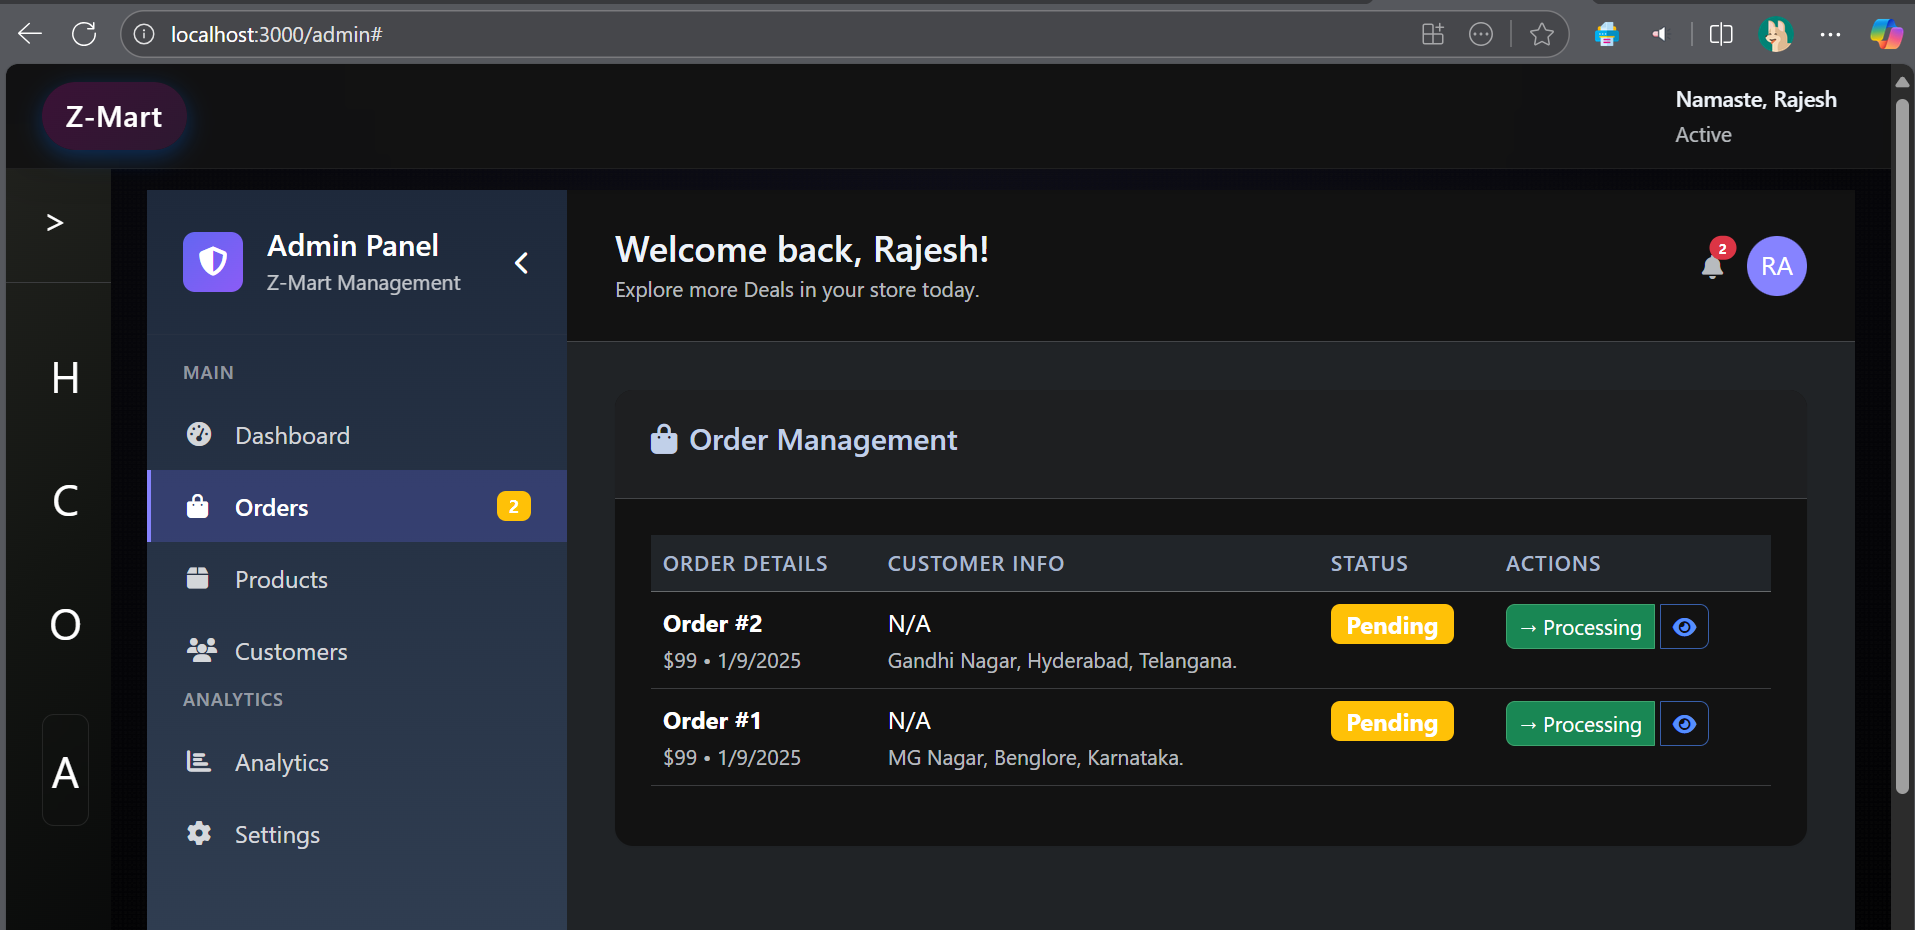 localhost:3000/admin#
Z-Mart
Namaste, Rajesh
Active
>
H
C
O
A
Admin Panel
Z-Mart Management
MAIN
Dashboard
Orders
2
Products
Customers
ANALYTICS
Analytics
Settings
Welcome back, Rajesh!
Explore more Deals in your store today.
2
RA
Order Management
ORDER DETAILS CUSTOMER INFO STATUS ACTIONS
Order #2 N/A Pending → Processing
$99 • 1/9/2025 Gandhi Nagar, Hyderabad, Telangana.
Order #1 N/A Pending → Processing
$99 • 1/9/2025 MG Nagar, Benglore, Karnataka.